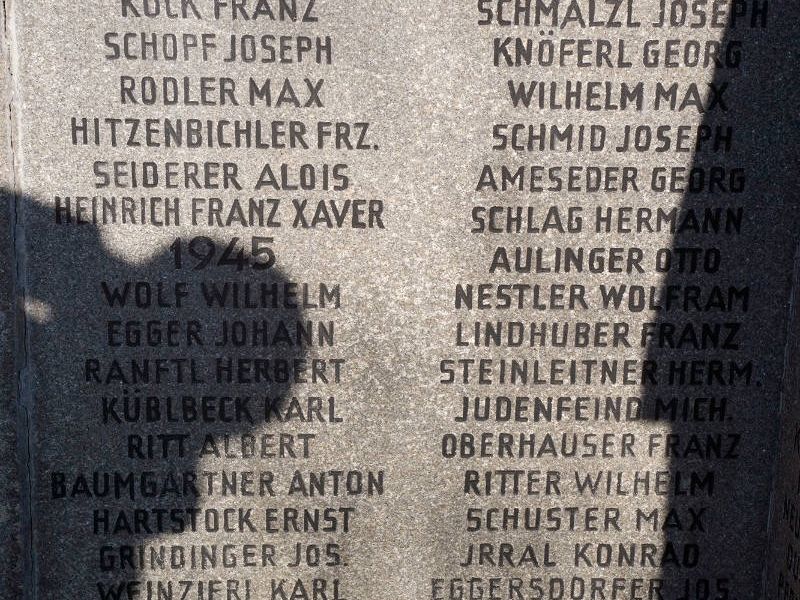 KOLK FRANZ
SCHOPF JOSEPH
RODLER MAX
HITZENBICHLER FRZ.
SEIDERER ALOIS
HEINRICH FRANZ XAVER
1945
WOLF WILHELM
EGGER JOHANN
RANFTL HERBERT
KÜBLBECK KARL
RITT ALBERT
BAUMGARTNER ANTON
HARTSTOCK ERNST
GRINDINGER JOS.
WEINZIERL KARL
SCHMALZL JOSEPH
KNÖFERL GEORG
WILHELM MAX
SCHMID JOSEPH
AMESEDER GEORG
SCHLAG HERMANN
AULINGER OTTO
NESTLER WOLFRAM
LINDHUBER FRANZ
STEINLEITNER HERM.
JUDENFEIND MICH.
OBERHAUSER FRANZ
RITTER WILHELM
SCHUSTER MAX
JRRAL KONRAD
EGGERSDORFER JOS.